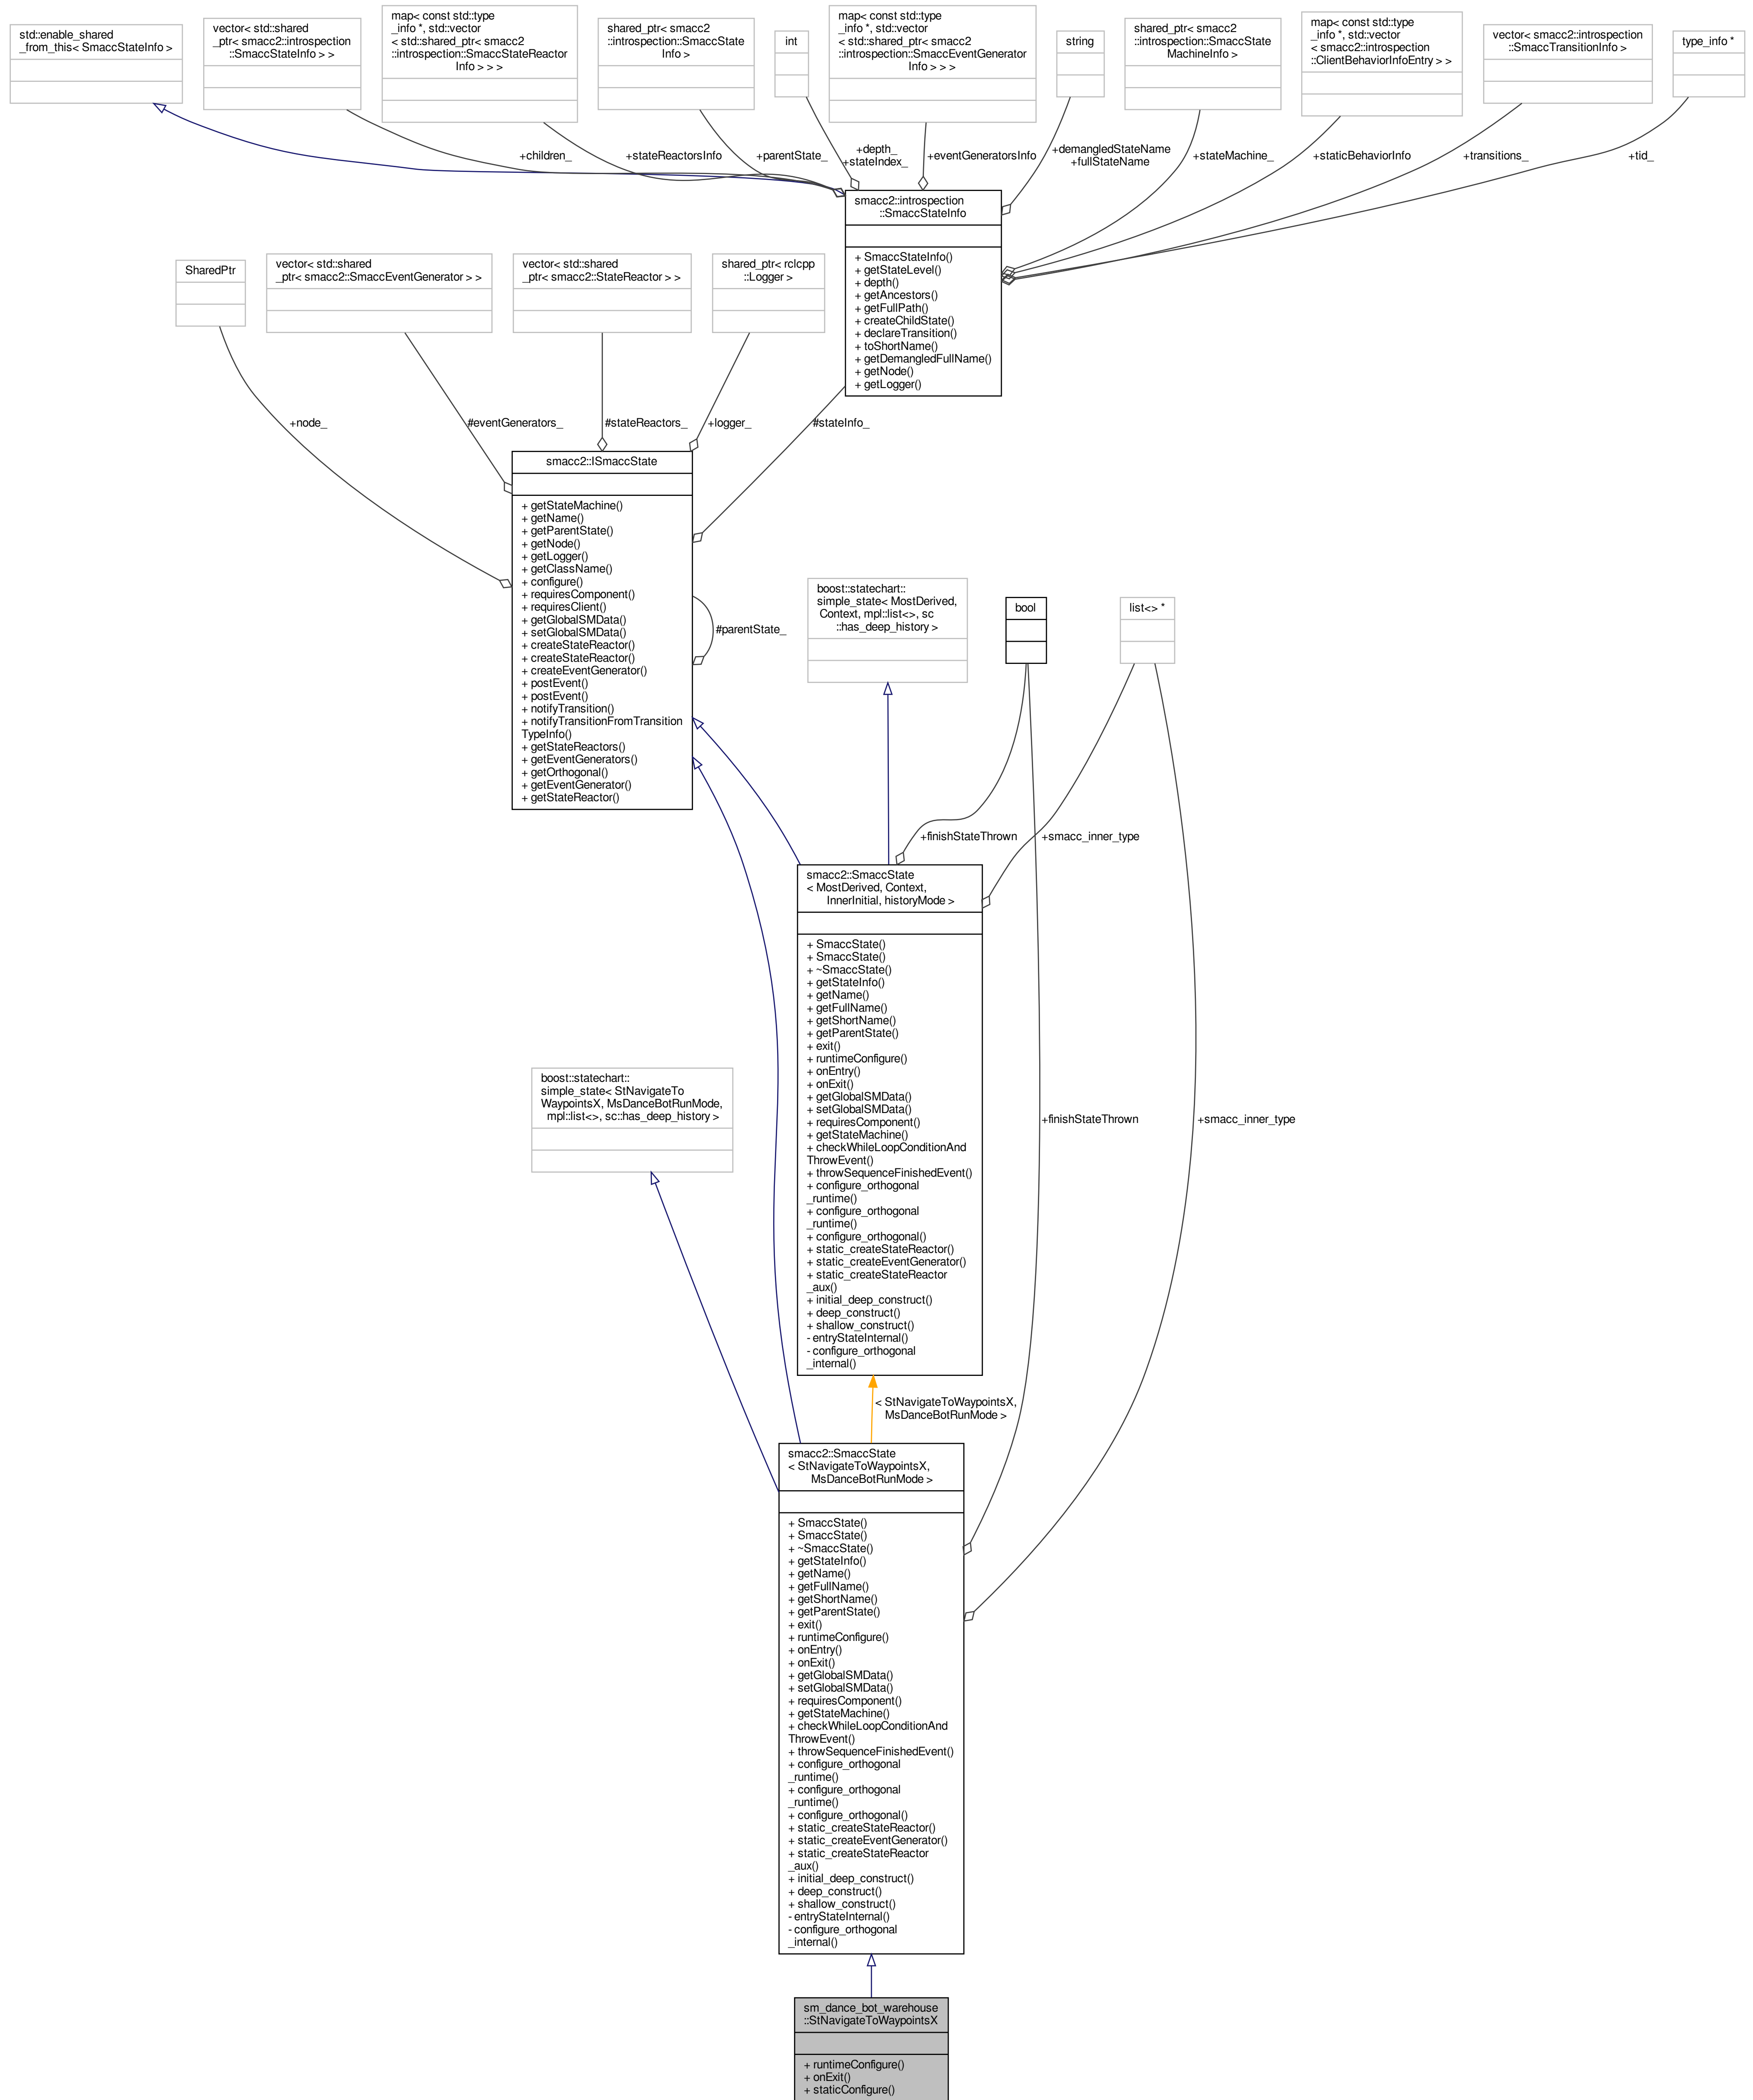 std::enable_shared
_from_this< SmaccStateInfo >
vector< std::shared
_ptr< smacc2::introspection
::SmaccStateInfo > >
map< const std::type
_info *, std::vector
< std::shared_ptr< smacc2
::introspection::SmaccStateReactor
Info > > >
shared_ptr< smacc2
::introspection::SmaccState
Info >
int
map< const std::type
_info *, std::vector
< std::shared_ptr< smacc2
::introspection::SmaccEventGenerator
Info > > >
string
shared_ptr< smacc2
::introspection::SmaccState
MachineInfo >
map< const std::type
_info *, std::vector
< smacc2::introspection
::ClientBehaviorInfoEntry > >
vector< smacc2::introspection
::SmaccTransitionInfo >
type_info *
+children_
+stateReactorsInfo
+parentState_
+depth_
+stateIndex_
+eventGeneratorsInfo
+demangledStateName
+fullStateName
+stateMachine_
+staticBehaviorInfo
+transitions_
+tid_
smacc2::introspection
::SmaccStateInfo
+ SmaccStateInfo()
+ getStateLevel()
+ depth()
+ getAncestors()
+ getFullPath()
+ createChildState()
+ declareTransition()
+ toShortName()
+ getDemangledFullName()
+ getNode()
+ getLogger()
SharedPtr
vector< std::shared
_ptr< smacc2::SmaccEventGenerator > >
vector< std::shared
_ptr< smacc2::StateReactor > >
shared_ptr< rclcpp
::Logger >
+node_
#eventGenerators_
#stateReactors_
+logger_
#stateInfo_
smacc2::ISmaccState
+ getStateMachine()
+ getName()
+ getParentState()
+ getNode()
+ getLogger()
+ getClassName()
+ configure()
+ requiresComponent()
+ requiresClient()
+ getGlobalSMData()
+ setGlobalSMData()
+ createStateReactor()
+ createStateReactor()
+ createEventGenerator()
+ postEvent()
+ postEvent()
+ notifyTransition()
+ notifyTransitionFromTransition
TypeInfo()
+ getStateReactors()
+ getEventGenerators()
+ getOrthogonal()
+ getEventGenerator()
+ getStateReactor()
#parentState_
boost::statechart::
simple_state< MostDerived,
Context, mpl::list<>, sc
::has_deep_history >
bool
list<> *
+finishStateThrown
+smacc_inner_type
smacc2::SmaccState
< MostDerived, Context,
InnerInitial, historyMode >
+ SmaccState()
+ SmaccState()
+ ~SmaccState()
+ getStateInfo()
+ getName()
+ getFullName()
+ getShortName()
+ getParentState()
+ exit()
+ runtimeConfigure()
+ onEntry()
+ onExit()
+ getGlobalSMData()
+ setGlobalSMData()
+ requiresComponent()
+ getStateMachine()
+ checkWhileLoopConditionAnd
ThrowEvent()
+ throwSequenceFinishedEvent()
+ configure_orthogonal
_runtime()
+ configure_orthogonal
_runtime()
+ configure_orthogonal()
+ static_createStateReactor()
+ static_createEventGenerator()
+ static_createStateReactor
_aux()
+ initial_deep_construct()
+ deep_construct()
+ shallow_construct()
- entryStateInternal()
- configure_orthogonal
_internal()
boost::statechart::
simple_state< StNavigateTo
WaypointsX, MsDanceBotRunMode,
mpl::list<>, sc::has_deep_history >
+finishStateThrown
+smacc_inner_type
< StNavigateToWaypointsX,
MsDanceBotRunMode >
smacc2::SmaccState
< StNavigateToWaypointsX,
MsDanceBotRunMode >
+ SmaccState()
+ SmaccState()
+ ~SmaccState()
+ getStateInfo()
+ getName()
+ getFullName()
+ getShortName()
+ getParentState()
+ exit()
+ runtimeConfigure()
+ onEntry()
+ onExit()
+ getGlobalSMData()
+ setGlobalSMData()
+ requiresComponent()
+ getStateMachine()
+ checkWhileLoopConditionAnd
ThrowEvent()
+ throwSequenceFinishedEvent()
+ configure_orthogonal
_runtime()
+ configure_orthogonal
_runtime()
+ configure_orthogonal()
+ static_createStateReactor()
+ static_createEventGenerator()
+ static_createStateReactor
_aux()
+ initial_deep_construct()
+ deep_construct()
+ shallow_construct()
- entryStateInternal()
- configure_orthogonal
_internal()
sm_dance_bot_warehouse
::StNavigateToWaypointsX
+ runtimeConfigure()
+ onExit()
+ staticConfigure()